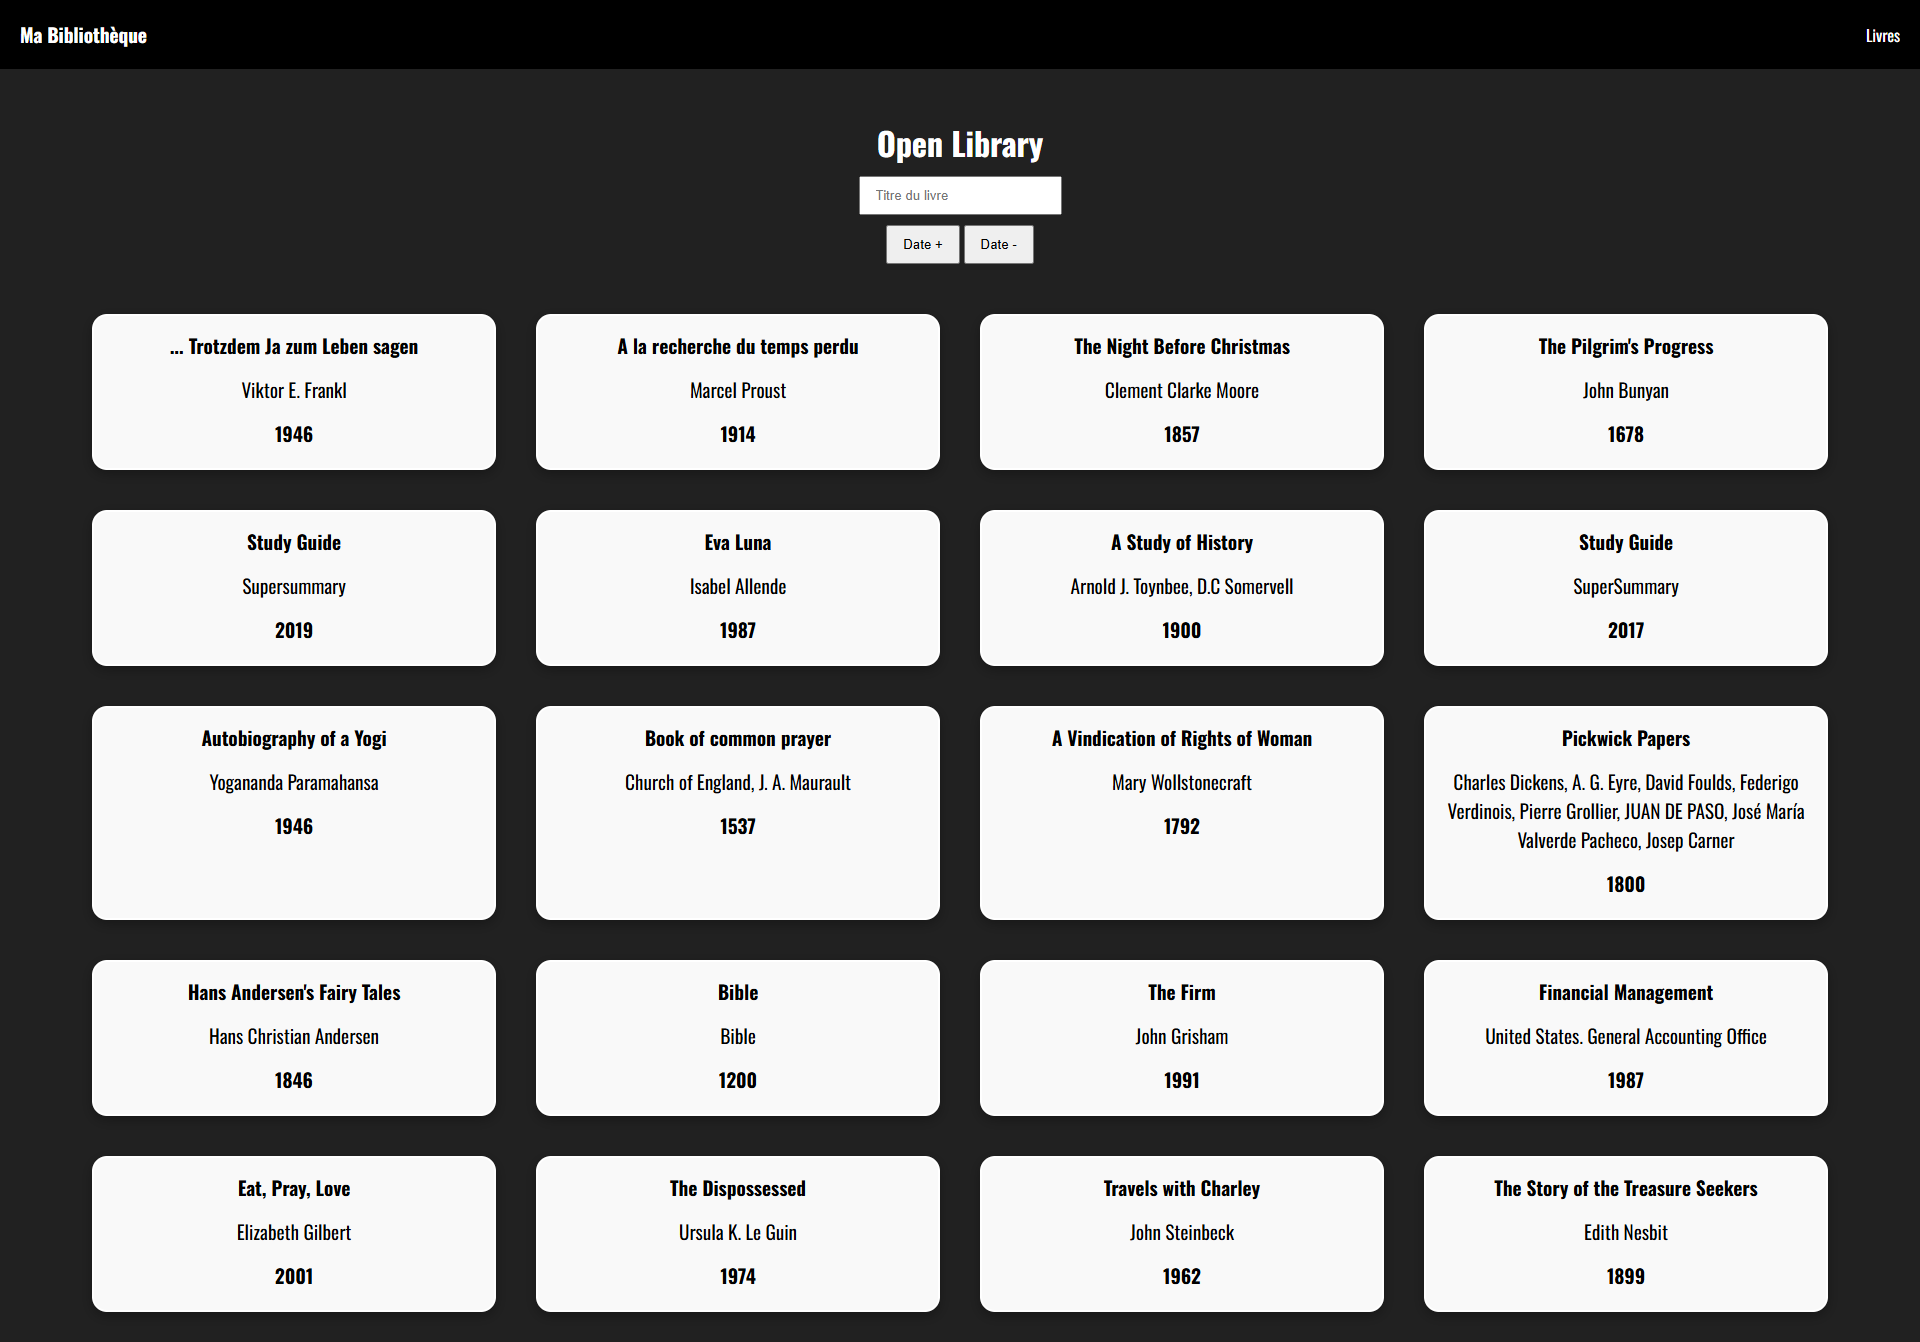 Ma Bibliothèque
Livres
Open Library
Titre du livre
Date +
Date -
... Trotzdem Ja zum Leben sagen
Viktor E. Frankl
1946
A la recherche du temps perdu
Marcel Proust
1914
The Night Before Christmas
Clement Clarke Moore
1857
The Pilgrim's Progress
John Bunyan
1678
Study Guide
Supersummary
2019
Eva Luna
Isabel Allende
1987
A Study of History
Arnold J. Toynbee, D.C Somervell
1900
Study Guide
SuperSummary
2017
Autobiography of a Yogi
Yogananda Paramahansa
1946
Book of common prayer
Church of England, J. A. Maurault
1537
A Vindication of Rights of Woman
Mary Wollstonecraft
1792
Pickwick Papers
Charles Dickens, A. G. Eyre, David Foulds, Federigo
Verdinois, Pierre Grollier, JUAN DE PASO, José María
Valverde Pacheco, Josep Carner
1800
Hans Andersen's Fairy Tales
Hans Christian Andersen
1846
Bible
Bible
1200
The Firm
John Grisham
1991
Financial Management
United States. General Accounting Office
1987
Eat, Pray, Love
Elizabeth Gilbert
2001
The Dispossessed
Ursula K. Le Guin
1974
Travels with Charley
John Steinbeck
1962
The Story of the Treasure Seekers
Edith Nesbit
1899